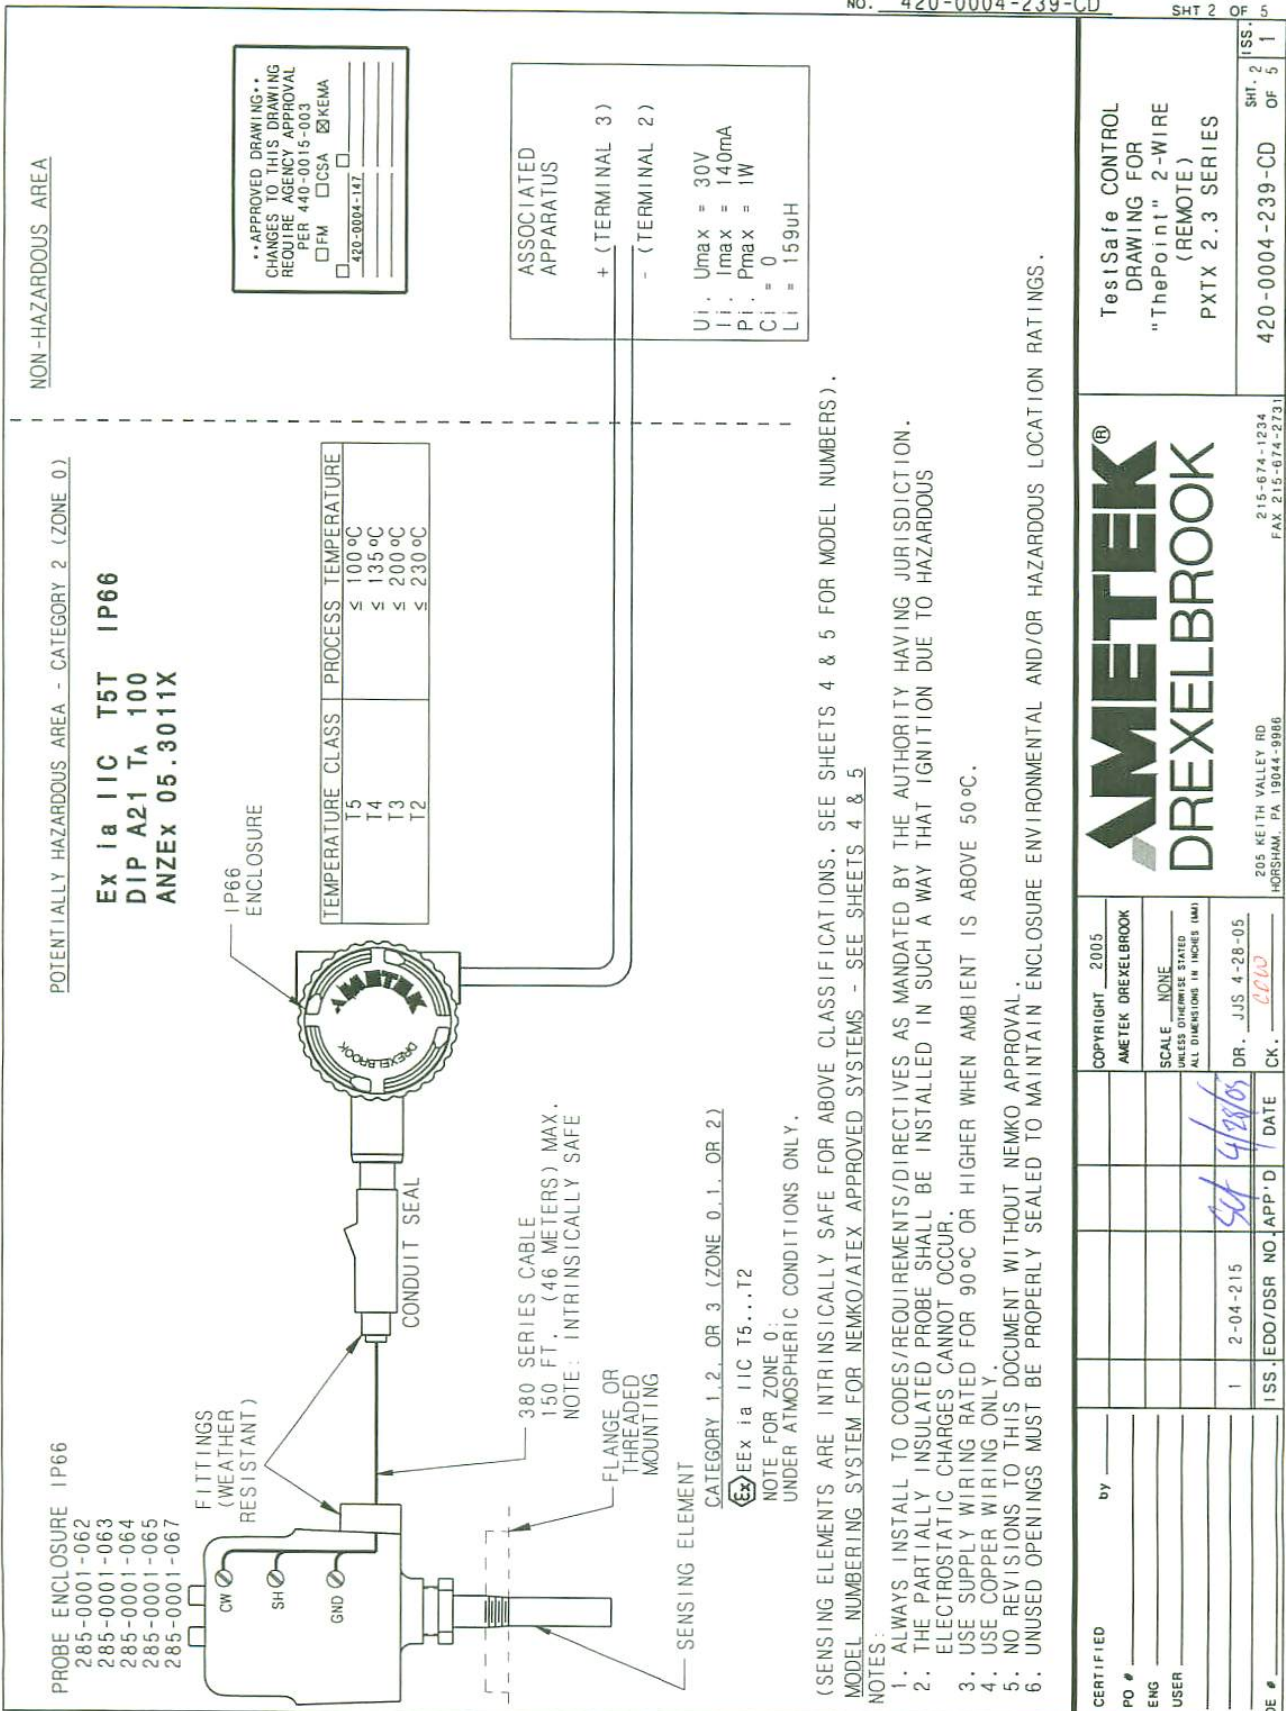 NO. 420-0004-239-CD
SHT 2 OF 5
POTENTIALLY HAZARDOUS AREA - CATEGORY 2 (ZONE 0)
NON-HAZARDOUS AREA
Ex ia IIC T5T IP66
DIP A21 TA 100
ANZEx 05.3011X
**APPROVED DRAWING**
CHANGES TO THIS DRAWING
REQUIRE AGENCY APPROVAL
PER 440-0015-003
☐FM ☐CSA ☒KEMA
☐ 420-0004-147 ☐
PROBE ENCLOSURE IP66
285-0001-062
285-0001-063
285-0001-064
285-0001-065
285-0001-067
FITTINGS
(WEATHER
RESISTANT)
CW
SH
GND
IP66
ENCLOSURE
AMETEK
DREXELBROOK
CONDUIT SEAL
TEMPERATURE CLASS PROCESS TEMPERATURE
T5 ≤ 100°C
T4 ≤ 135°C
T3 ≤ 200°C
T2 ≤ 230°C
ASSOCIATED
APPARATUS
+ (TERMINAL 3)
- (TERMINAL 2)
Ui, Umax = 30V
Ii, Imax = 140mA
Pi, Pmax = 1W
Ci = 0
Li = 159uH
380 SERIES CABLE
150 FT. (46 METERS) MAX.
NOTE: INTRINSICALLY SAFE
FLANGE OR
THREADED
MOUNTING
SENSING ELEMENT
CATEGORY 1,2, OR 3 (ZONE 0,1, OR 2)
Ex EEx ia IIC T5...T2
NOTE FOR ZONE 0:
UNDER ATMOSPHERIC CONDITIONS ONLY.
(SENSING ELEMENTS ARE INTRINSICALLY SAFE FOR ABOVE CLASSIFICATIONS. SEE SHEETS 4 & 5 FOR MODEL NUMBERS).
MODEL NUMBERING SYSTEM FOR NEMKO/ATEX APPROVED SYSTEMS - SEE SHEETS 4 & 5
NOTES:
1. ALWAYS INSTALL TO CODES/REQUIREMENTS/DIRECTIVES AS MANDATED BY THE AUTHORITY HAVING JURISDICTION.
2. THE PARTIALLY INSULATED PROBE SHALL BE INSTALLED IN SUCH A WAY THAT IGNITION DUE TO HAZARDOUS
ELECTROSTATIC CHARGES CANNOT OCCUR.
3. USE SUPPLY WIRING RATED FOR 90°C OR HIGHER WHEN AMBIENT IS ABOVE 50°C.
4. USE COPPER WIRING ONLY.
5. NO REVISIONS TO THIS DOCUMENT WITHOUT NEMKO APPROVAL.
6. UNUSED OPENINGS MUST BE PROPERLY SEALED TO MAINTAIN ENCLOSURE ENVIRONMENTAL AND/OR HAZARDOUS LOCATION RATINGS.
CERTIFIED by
PO #
ENG
USER
DE #
1 2-04-215 4/28/05
ISS. EDO/DSR NO. APP'D DATE
COPYRIGHT 2005
AMETEK DREXELBROOK
SCALE NONE
UNLESS OTHERWISE STATED
ALL DIMENSIONS IN INCHES (MM)
DR. JJS 4-28-05
CK.
AMETEK®
DREXELBROOK
205 KEITH VALLEY RD
HORSHAM, PA 19044-9986
215-674-1234
FAX 215-674-2731
TestSafe CONTROL
DRAWING FOR
"ThePoint" 2-WIRE
(REMOTE)
PXTX 2.3 SERIES
420-0004-239-CD
SHT. 2
OF 5
ISS.
1